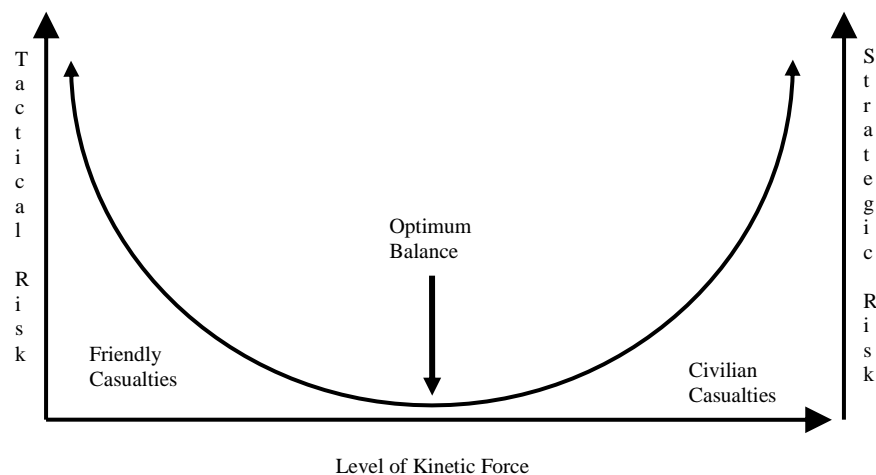 Tactical Risk
Strategic Risk
Optimum
Balance
Friendly
Casualties
Civilian
Casualties
Level of Kinetic Force